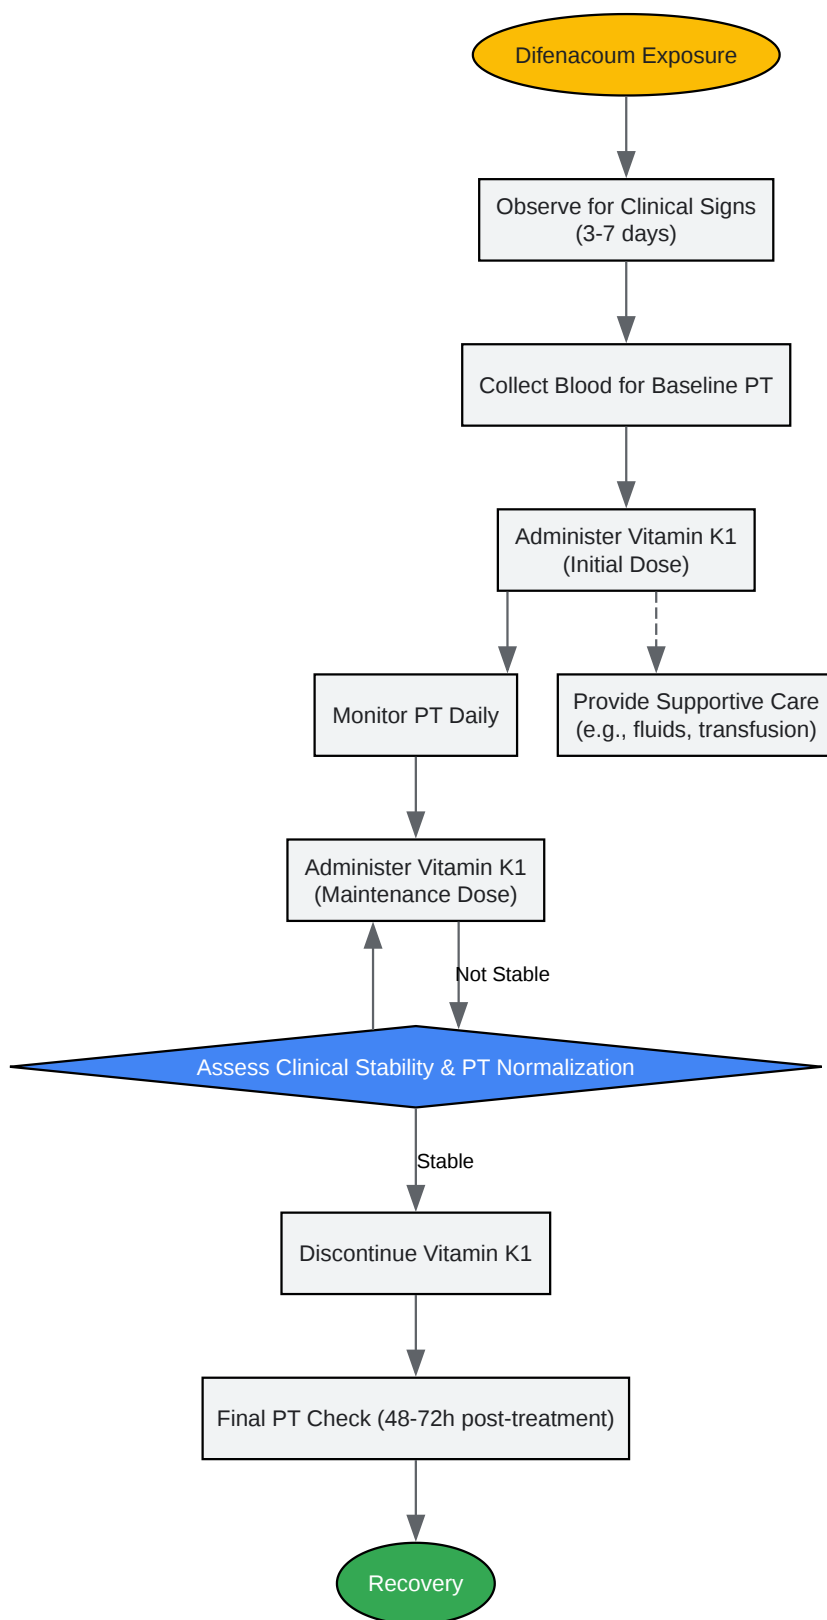 Difenacoum Exposure
Observe for Clinical Signs
(3-7 days)
Collect Blood for Baseline PT
Administer Vitamin K1
(Initial Dose)
Monitor PT Daily
Provide Supportive Care
(e.g., fluids, transfusion)
Administer Vitamin K1
(Maintenance Dose)
Not Stable
Assess Clinical Stability & PT Normalization
Stable
Discontinue Vitamin K1
Final PT Check (48-72h post-treatment)
Recovery